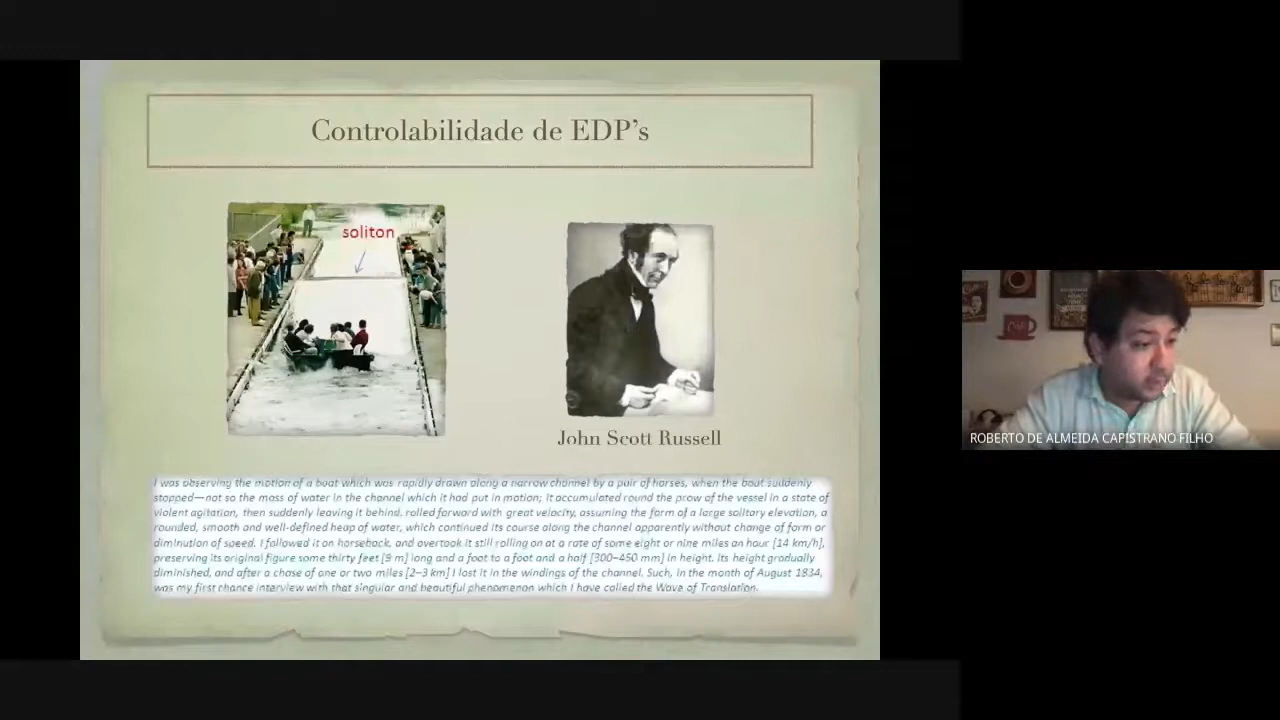 Controlabilidade de EDP's
soliton
John Scott Russell
I was observing the motion of a boat which was rapidly drawn along a narrow channel by a pair of horses, when the boat suddenly
stopped—not so the mass of water in the channel which it had put in motion; it accumulated round the prow of the vessel in a state of
violent agitation, then suddenly leaving it behind, rolled forward with great velocity, assuming the form of a large solitary elevation, a
rounded, smooth and well-defined heap of water, which continued its course along the channel apparently without change of form or
diminution of speed. I followed it on horseback, and overtook it still rolling on at a rate of some eight or nine miles an hour [14 km/h],
preserving its original figure some thirty feet [9 m] long and a foot to a foot and a half [300–450 mm] in height. Its height gradually
diminished, and after a chase of one or two miles [2–3 km] I lost it in the windings of the channel. Such, in the month of August 1834,
was my first chance interview with that singular and beautiful phenomenon which I have called the Wave of Translation.
ROBERTO DE ALMEIDA CAPISTRANO FILHO